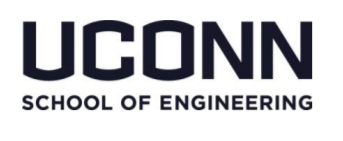 UCONN
SCHOOL OF ENGINEERING